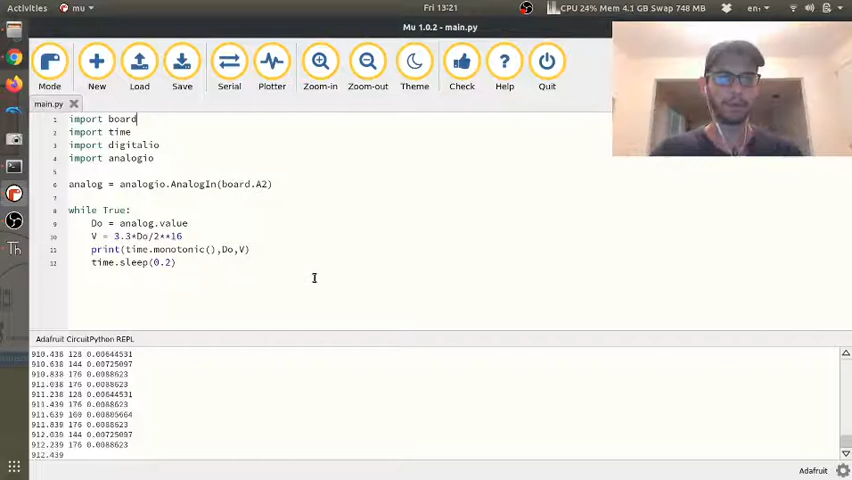 Activities mu Fri 13:21 CPU 24% Mem 4.1 GB Swap 748 MB en1
Mu 1.0.2 - main.py
Mode New Load Save Serial Plotter Zoom-in Zoom-out Theme Check Help Quit
main.py
1 import board
2 import time
3 import digitalio
4 import analogio
5
6 analog = analogio.AnalogIn(board.A2)
7
8 while True:
9 Do = analog.value
10 V = 3.3*Do/2**16
11 print(time.monotonic(),Do,V)
12 time.sleep(0.2)
Adafruit CircuitPython REPL
910.438 128 0.00644531
910.638 144 0.00725097
910.838 176 0.0088623
911.038 176 0.0088623
911.238 128 0.00644531
911.439 176 0.0088623
911.639 160 0.00805664
911.839 176 0.0088623
912.039 144 0.00725097
912.239 176 0.0088623
912.439
Adafruit